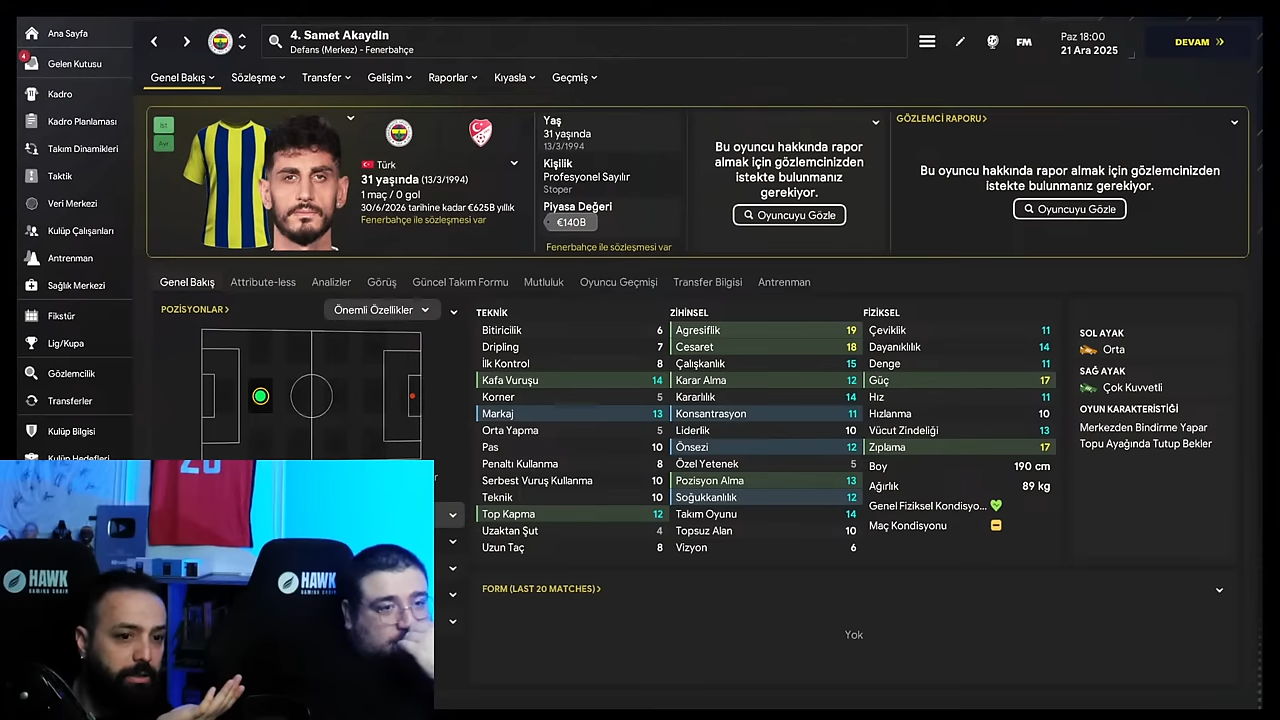 Ana Sayfa
4
Gelen Kutusu
Kadro
Kadro Planlaması
Takım Dinamikleri
Taktik
Veri Merkezi
Kulüp Çalışanları
Antrenman
Sağlık Merkezi
Fikstür
Lig/Kupa
Gözlemcilik
Transferler
Kulüp Bilgisi
Kulüp Hedefleri
4. Samet Akaydin
Defans (Merkez) - Fenerbahçe
FM
Paz 18:00
21 Ara 2025
DEVAM
Genel Bakış
Sözleşme
Transfer
Gelişim
Raporlar
Kıyasla
Geçmiş
İst
Ayr
Türk
31 yaşında (13/3/1994)
1 maç / 0 gol
30/6/2026 tarihine kadar €625B yıllık
Fenerbahçe ile sözleşmesi var
Yaş
31 yaşında
13/3/1994
Kişilik
Profesyonel Sayılır
Stoper
Piyasa Değeri
€140B
Fenerbahçe ile sözleşmesi var
Bu oyuncu hakkında rapor
almak için gözlemcinizden
istekte bulunmanız
gerekiyor.
Oyuncuyu Gözle
GÖZLEMCİ RAPORU
Bu oyuncu hakkında rapor almak için gözlemcinizden
istekte bulunmanız gerekiyor.
Oyuncuyu Gözle
Genel Bakış
Attribute-less
Analizler
Görüş
Güncel Takım Formu
Mutluluk
Oyuncu Geçmişi
Transfer Bilgisi
Antrenman
POZİSYONLAR
Önemli Özellikler
TEKNİK
Bitiricilik 6
Dripling 7
İlk Kontrol 8
Kafa Vuruşu 14
Korner 5
Markaj 13
Orta Yapma 5
Pas 10
Penaltı Kullanma 8
Serbest Vuruş Kullanma 10
Teknik 10
Top Kapma 12
Uzaktan Şut 4
Uzun Taç 8
ZİHİNSEL
Agresiflik 19
Cesaret 18
Çalışkanlık 15
Karar Alma 12
Kararlılık 14
Konsantrasyon 11
Liderlik 10
Önsezi 12
Özel Yetenek 5
Pozisyon Alma 13
Soğukkanlılık 12
Takım Oyunu 14
Topsuz Alan 10
Vizyon 6
FİZİKSEL
Çeviklik 11
Dayanıklılık 14
Denge 11
Güç 17
Hız 11
Hızlanma 10
Vücut Zindeliği 13
Zıplama 17
Boy 190 cm
Ağırlık 89 kg
Genel Fiziksel Kondisyo...
Maç Kondisyonu
SOL AYAK
Orta
SAĞ AYAK
Çok Kuvvetli
OYUN KARAKTERİSTİĞİ
Merkezden Bindirme Yapar
Topu Ayağında Tutup Bekler
FORM (LAST 20 MATCHES)
Yok
HAWK
GAMING CHAIR
HAWK
GAMING CHAIR